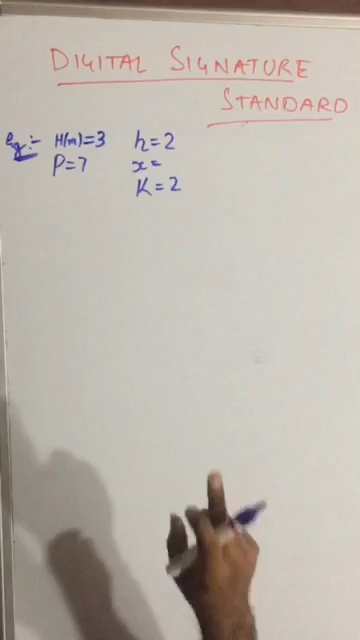 DIGITAL SIGNATURE
STANDARD
eg :- H(m)=3 h=2
P=7 x=
K=2